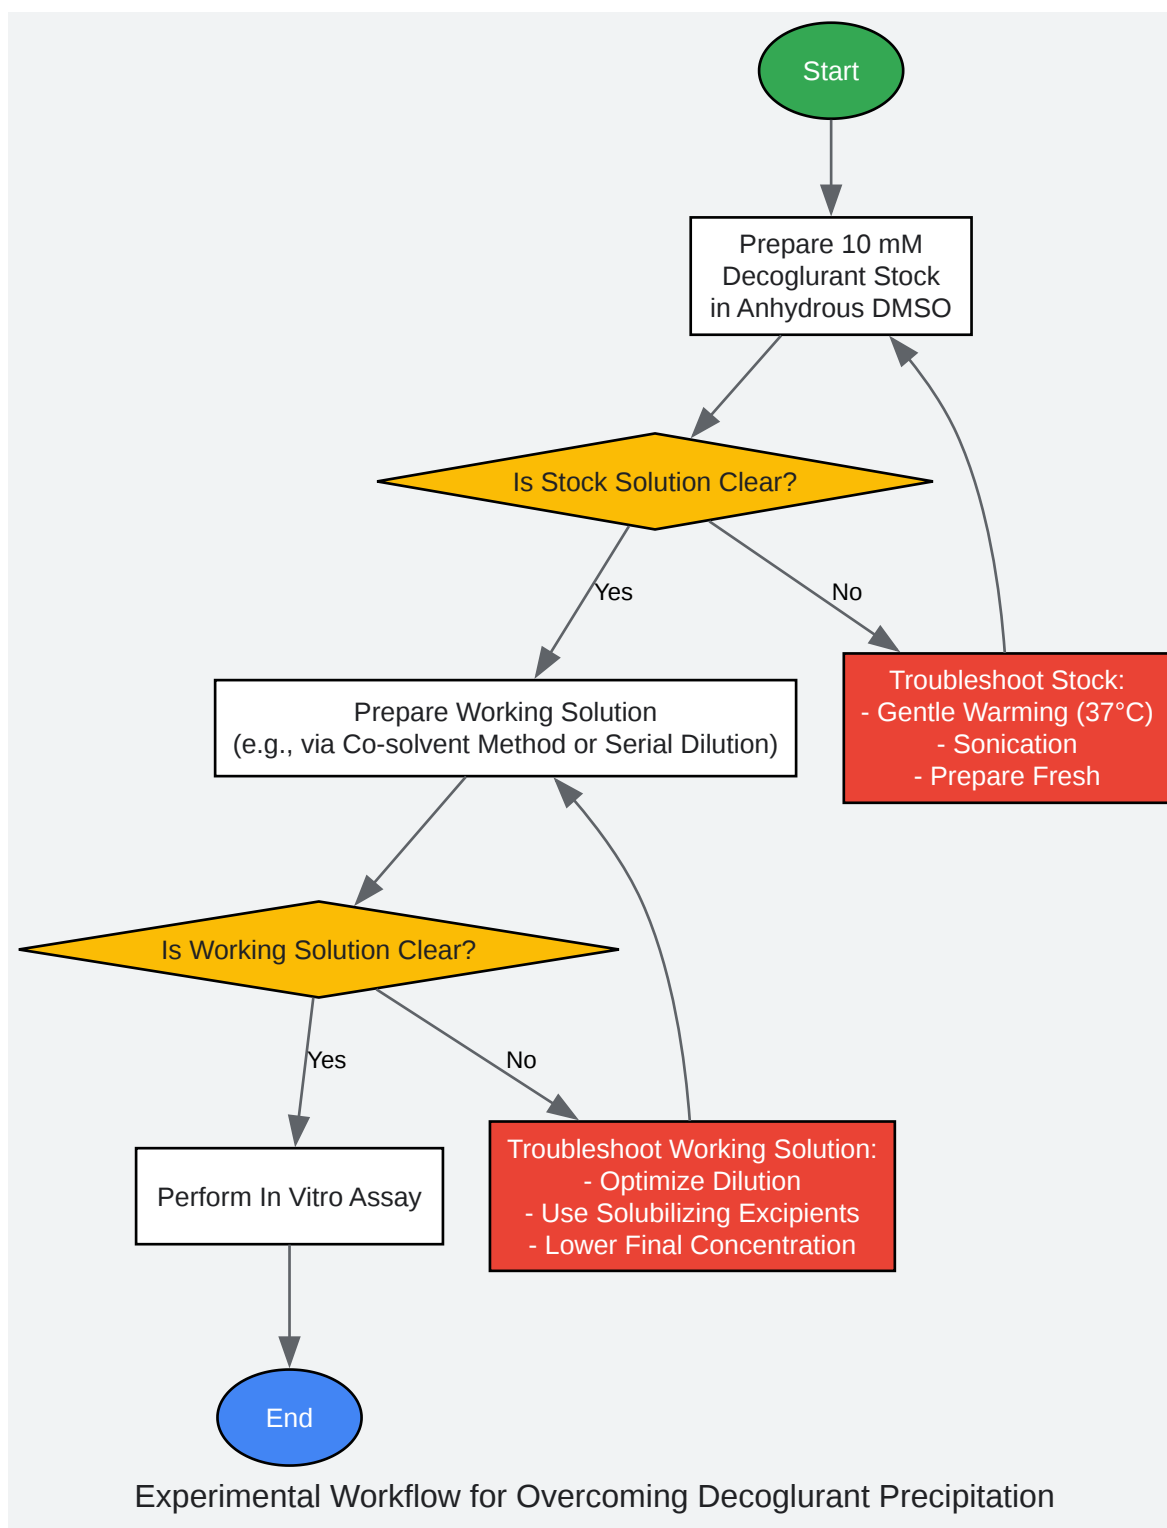 Start
Prepare 10 mM
Decoglurant Stock
in Anhydrous DMSO
Is Stock Solution Clear?
Yes
No
Troubleshoot Stock:
- Gentle Warming (37°C)
- Sonication
- Prepare Fresh
Prepare Working Solution
(e.g., via Co-solvent Method or Serial Dilution)
Is Working Solution Clear?
Yes
No
Troubleshoot Working Solution:
- Optimize Dilution
- Use Solubilizing Excipients
- Lower Final Concentration
Perform In Vitro Assay
End
Experimental Workflow for Overcoming Decoglurant Precipitation